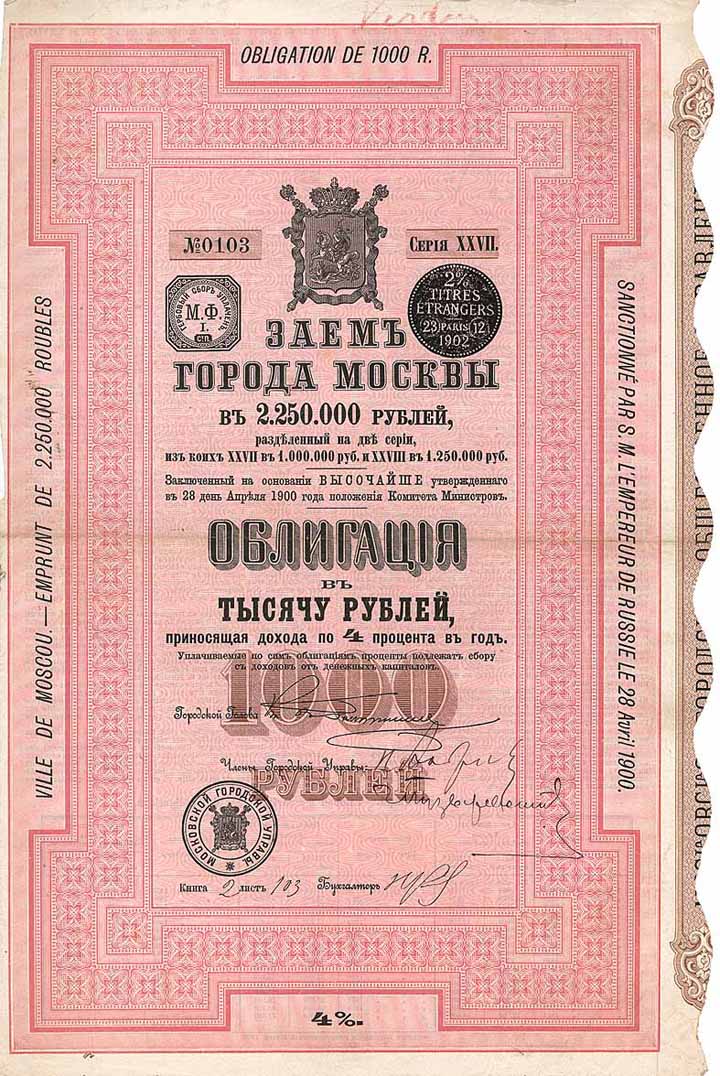 OBLIGATION DE 1000 R.
№0103
Серія XXVII.
ГЕРБОВЫЙ СБОРЪ УПЛАЧЕНЪ.
М.Ф.
I.
СТП.
2%
TITRES
ETRANGERS
23 PARIS 12
1902
ЗАЕМЪ
ГОРОДА МОСКВЫ
въ 2.250.000 рублей,
раздѣленный на двѣ серіи,
изъ коихъ XXVII въ 1.000.000 руб. и XXVIII въ 1.250.000 руб.
Заключенный на основаніи ВЫСОЧАЙШЕ утвержденнаго
въ 28 день Апрѣля 1900 года положенія Комитета Министровъ.
ОБЛИГАЦІЯ
ВЪ
ТЫСЯЧУ РУБЛЕЙ,
приносящая дохода по 4 процента въ годъ.
Уплачиваемые по симъ облигаціямъ проценты подлежатъ сбору
съ доходовъ отъ денежныхъ капиталовъ.
1000
Городской Голова
Члены Городской Управы:
РУБЛЕЙ
МОСКОВСКОЙ ГОРОДСКОЙ УПРАВЫ
Книга 2 листъ 103 Бухгалторъ
4%.
VILLE DE MOSCOU.—EMPRUNT DE 2.250.000 ROUBLES
SANCTIONNÉ PAR S. M. L'EMPEREUR DE RUSSIE LE 28 Avril 1900.